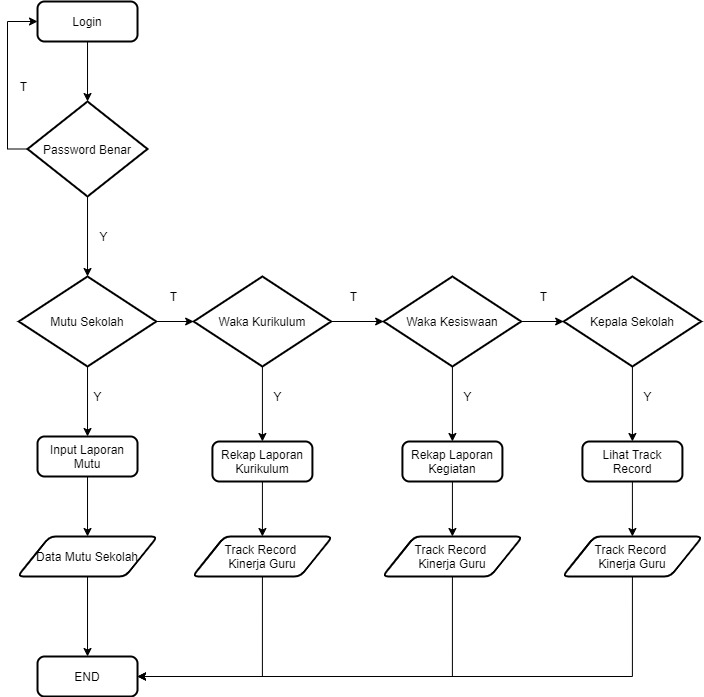 Login
T
Password Benar
Y
Mutu Sekolah
T
Waka Kurikulum
T
Waka Kesiswaan
T
Kepala Sekolah
Y
Y
Y
Y
Input Laporan
Mutu
Rekap Laporan
Kurikulum
Rekap Laporan
Kegiatan
Lihat Track
Record
Data Mutu Sekolah
Track Record
Kinerja Guru
Track Record
Kinerja Guru
Track Record
Kinerja Guru
END